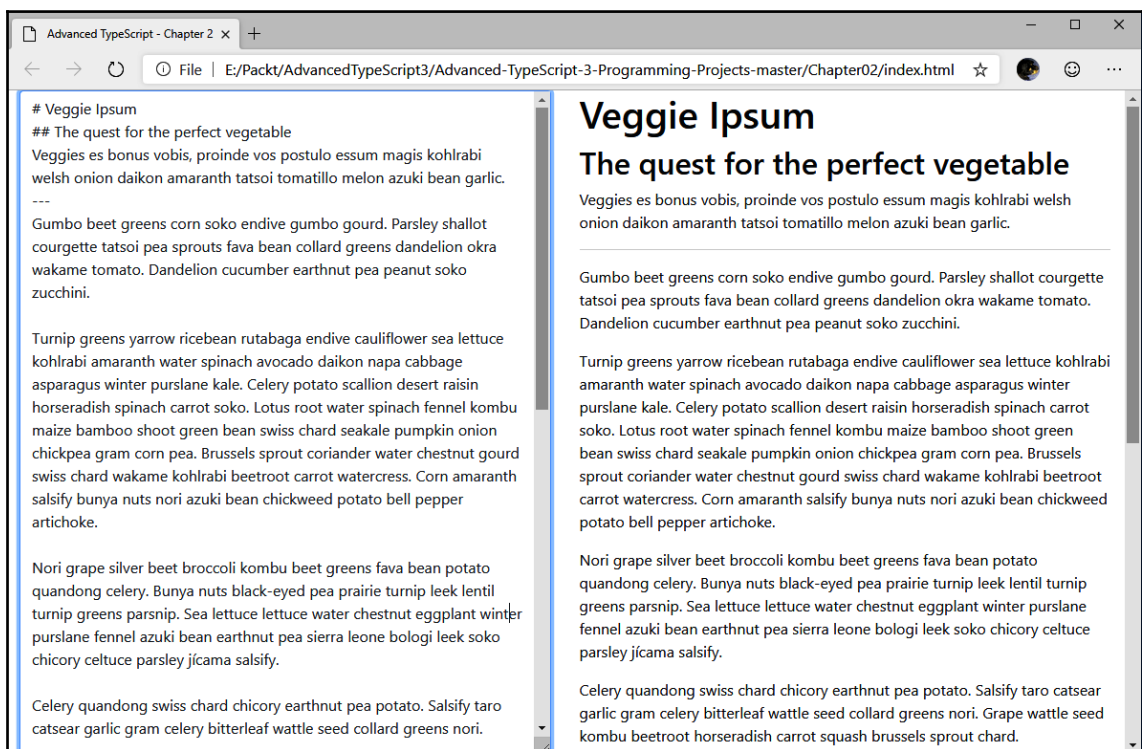 Advanced TypeScript - Chapter 2
File | E:/Packt/AdvancedTypeScript3/Advanced-TypeScript-3-Programming-Projects-master/Chapter02/index.html
# Veggie Ipsum
## The quest for the perfect vegetable
Veggies es bonus vobis, proinde vos postulo essum magis kohlrabi
welsh onion daikon amaranth tatsoi tomatillo melon azuki bean garlic.
---
Gumbo beet greens corn soko endive gumbo gourd. Parsley shallot
courgette tatsoi pea sprouts fava bean collard greens dandelion okra
wakame tomato. Dandelion cucumber earthnut pea peanut soko
zucchini.
Turnip greens yarrow ricebean rutabaga endive cauliflower sea lettuce
kohlrabi amaranth water spinach avocado daikon napa cabbage
asparagus winter purslane kale. Celery potato scallion desert raisin
horseradish spinach carrot soko. Lotus root water spinach fennel kombu
maize bamboo shoot green bean swiss chard seakale pumpkin onion
chickpea gram corn pea. Brussels sprout coriander water chestnut gourd
swiss chard wakame kohlrabi beetroot carrot watercress. Corn amaranth
salsify bunya nuts nori azuki bean chickweed potato bell pepper
artichoke.
Nori grape silver beet broccoli kombu beet greens fava bean potato
quandong celery. Bunya nuts black-eyed pea prairie turnip leek lentil
turnip greens parsnip. Sea lettuce lettuce water chestnut eggplant winter
purslane fennel azuki bean earthnut pea sierra leone bologi leek soko
chicory celtuce parsley jícama salsify.
Celery quandong swiss chard chicory earthnut pea potato. Salsify taro
catsear garlic gram celery bitterleaf wattle seed collard greens nori.
Veggie Ipsum
The quest for the perfect vegetable
Veggies es bonus vobis, proinde vos postulo essum magis kohlrabi welsh
onion daikon amaranth tatsoi tomatillo melon azuki bean garlic.
Gumbo beet greens corn soko endive gumbo gourd. Parsley shallot courgette
tatsoi pea sprouts fava bean collard greens dandelion okra wakame tomato.
Dandelion cucumber earthnut pea peanut soko zucchini.
Turnip greens yarrow ricebean rutabaga endive cauliflower sea lettuce kohlrabi
amaranth water spinach avocado daikon napa cabbage asparagus winter
purslane kale. Celery potato scallion desert raisin horseradish spinach carrot
soko. Lotus root water spinach fennel kombu maize bamboo shoot green
bean swiss chard seakale pumpkin onion chickpea gram corn pea. Brussels
sprout coriander water chestnut gourd swiss chard wakame kohlrabi beetroot
carrot watercress. Corn amaranth salsify bunya nuts nori azuki bean chickweed
potato bell pepper artichoke.
Nori grape silver beet broccoli kombu beet greens fava bean potato
quandong celery. Bunya nuts black-eyed pea prairie turnip leek lentil turnip
greens parsnip. Sea lettuce lettuce water chestnut eggplant winter purslane
fennel azuki bean earthnut pea sierra leone bologi leek soko chicory celtuce
parsley jícama salsify.
Celery quandong swiss chard chicory earthnut pea potato. Salsify taro catsear
garlic gram celery bitterleaf wattle seed collard greens nori. Grape wattle seed
kombu beetroot horseradish carrot squash brussels sprout chard.